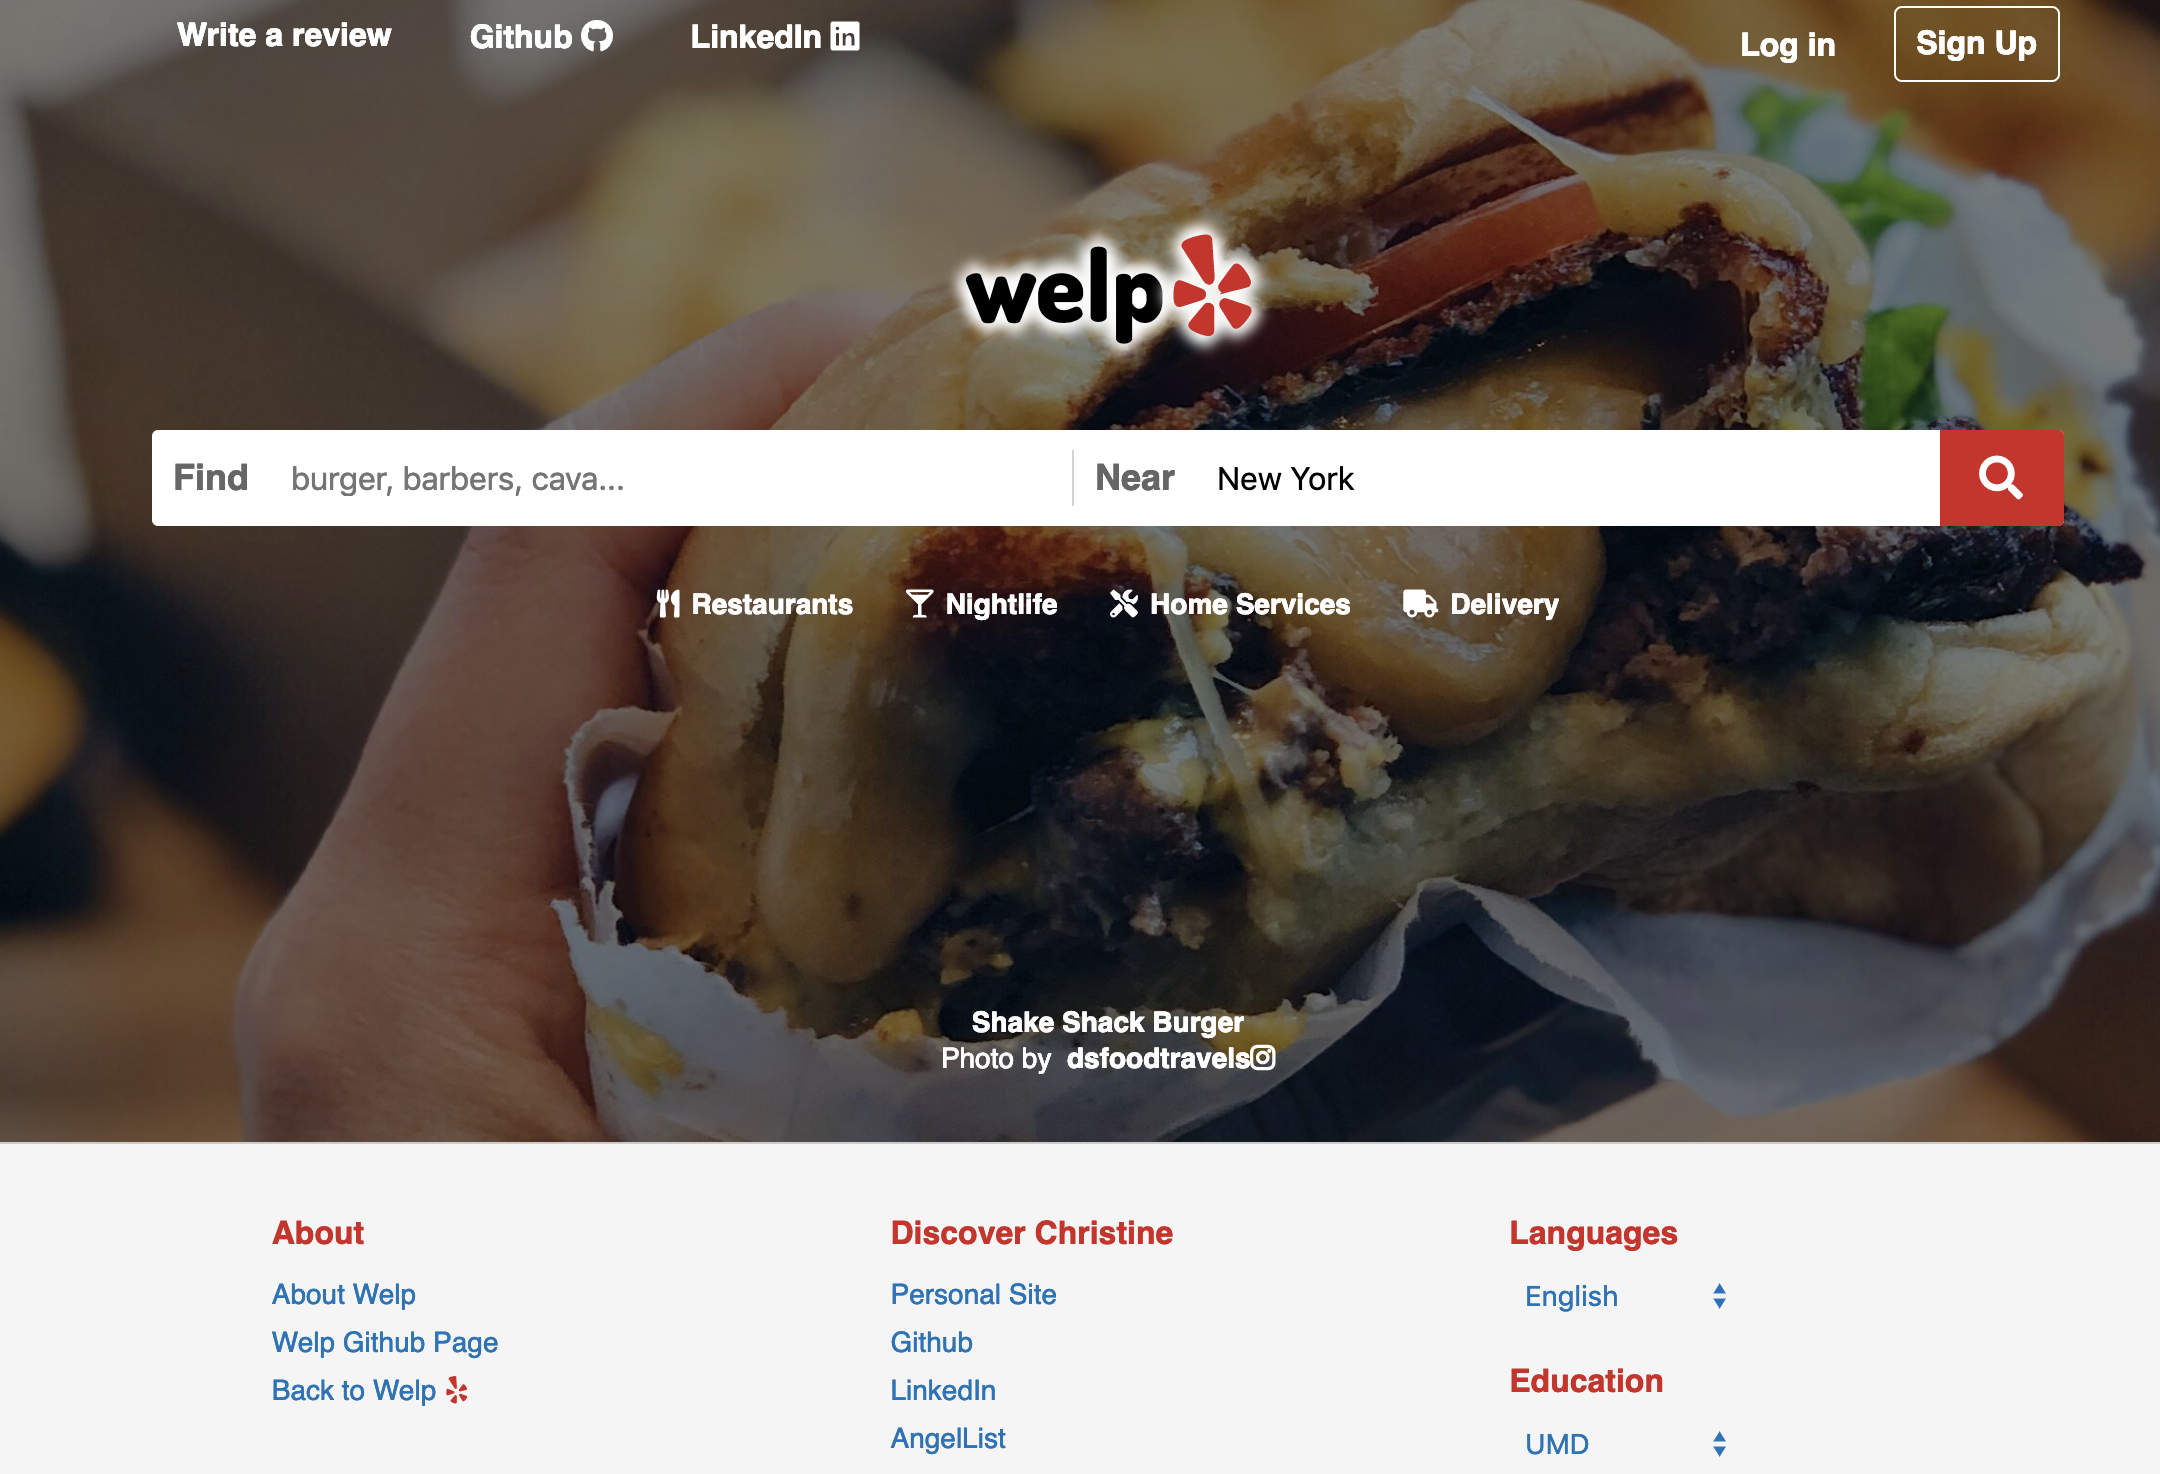 Write a review Github LinkedIn Log in Sign Up
welp
Find burger, barbers, cava... Near New York
Restaurants Nightlife Home Services Delivery
Shake Shack Burger
Photo by dsfoodtravels
About
About Welp
Welp Github Page
Back to Welp
Discover Christine
Personal Site
Github
LinkedIn
AngelList
Languages
English
Education
UMD